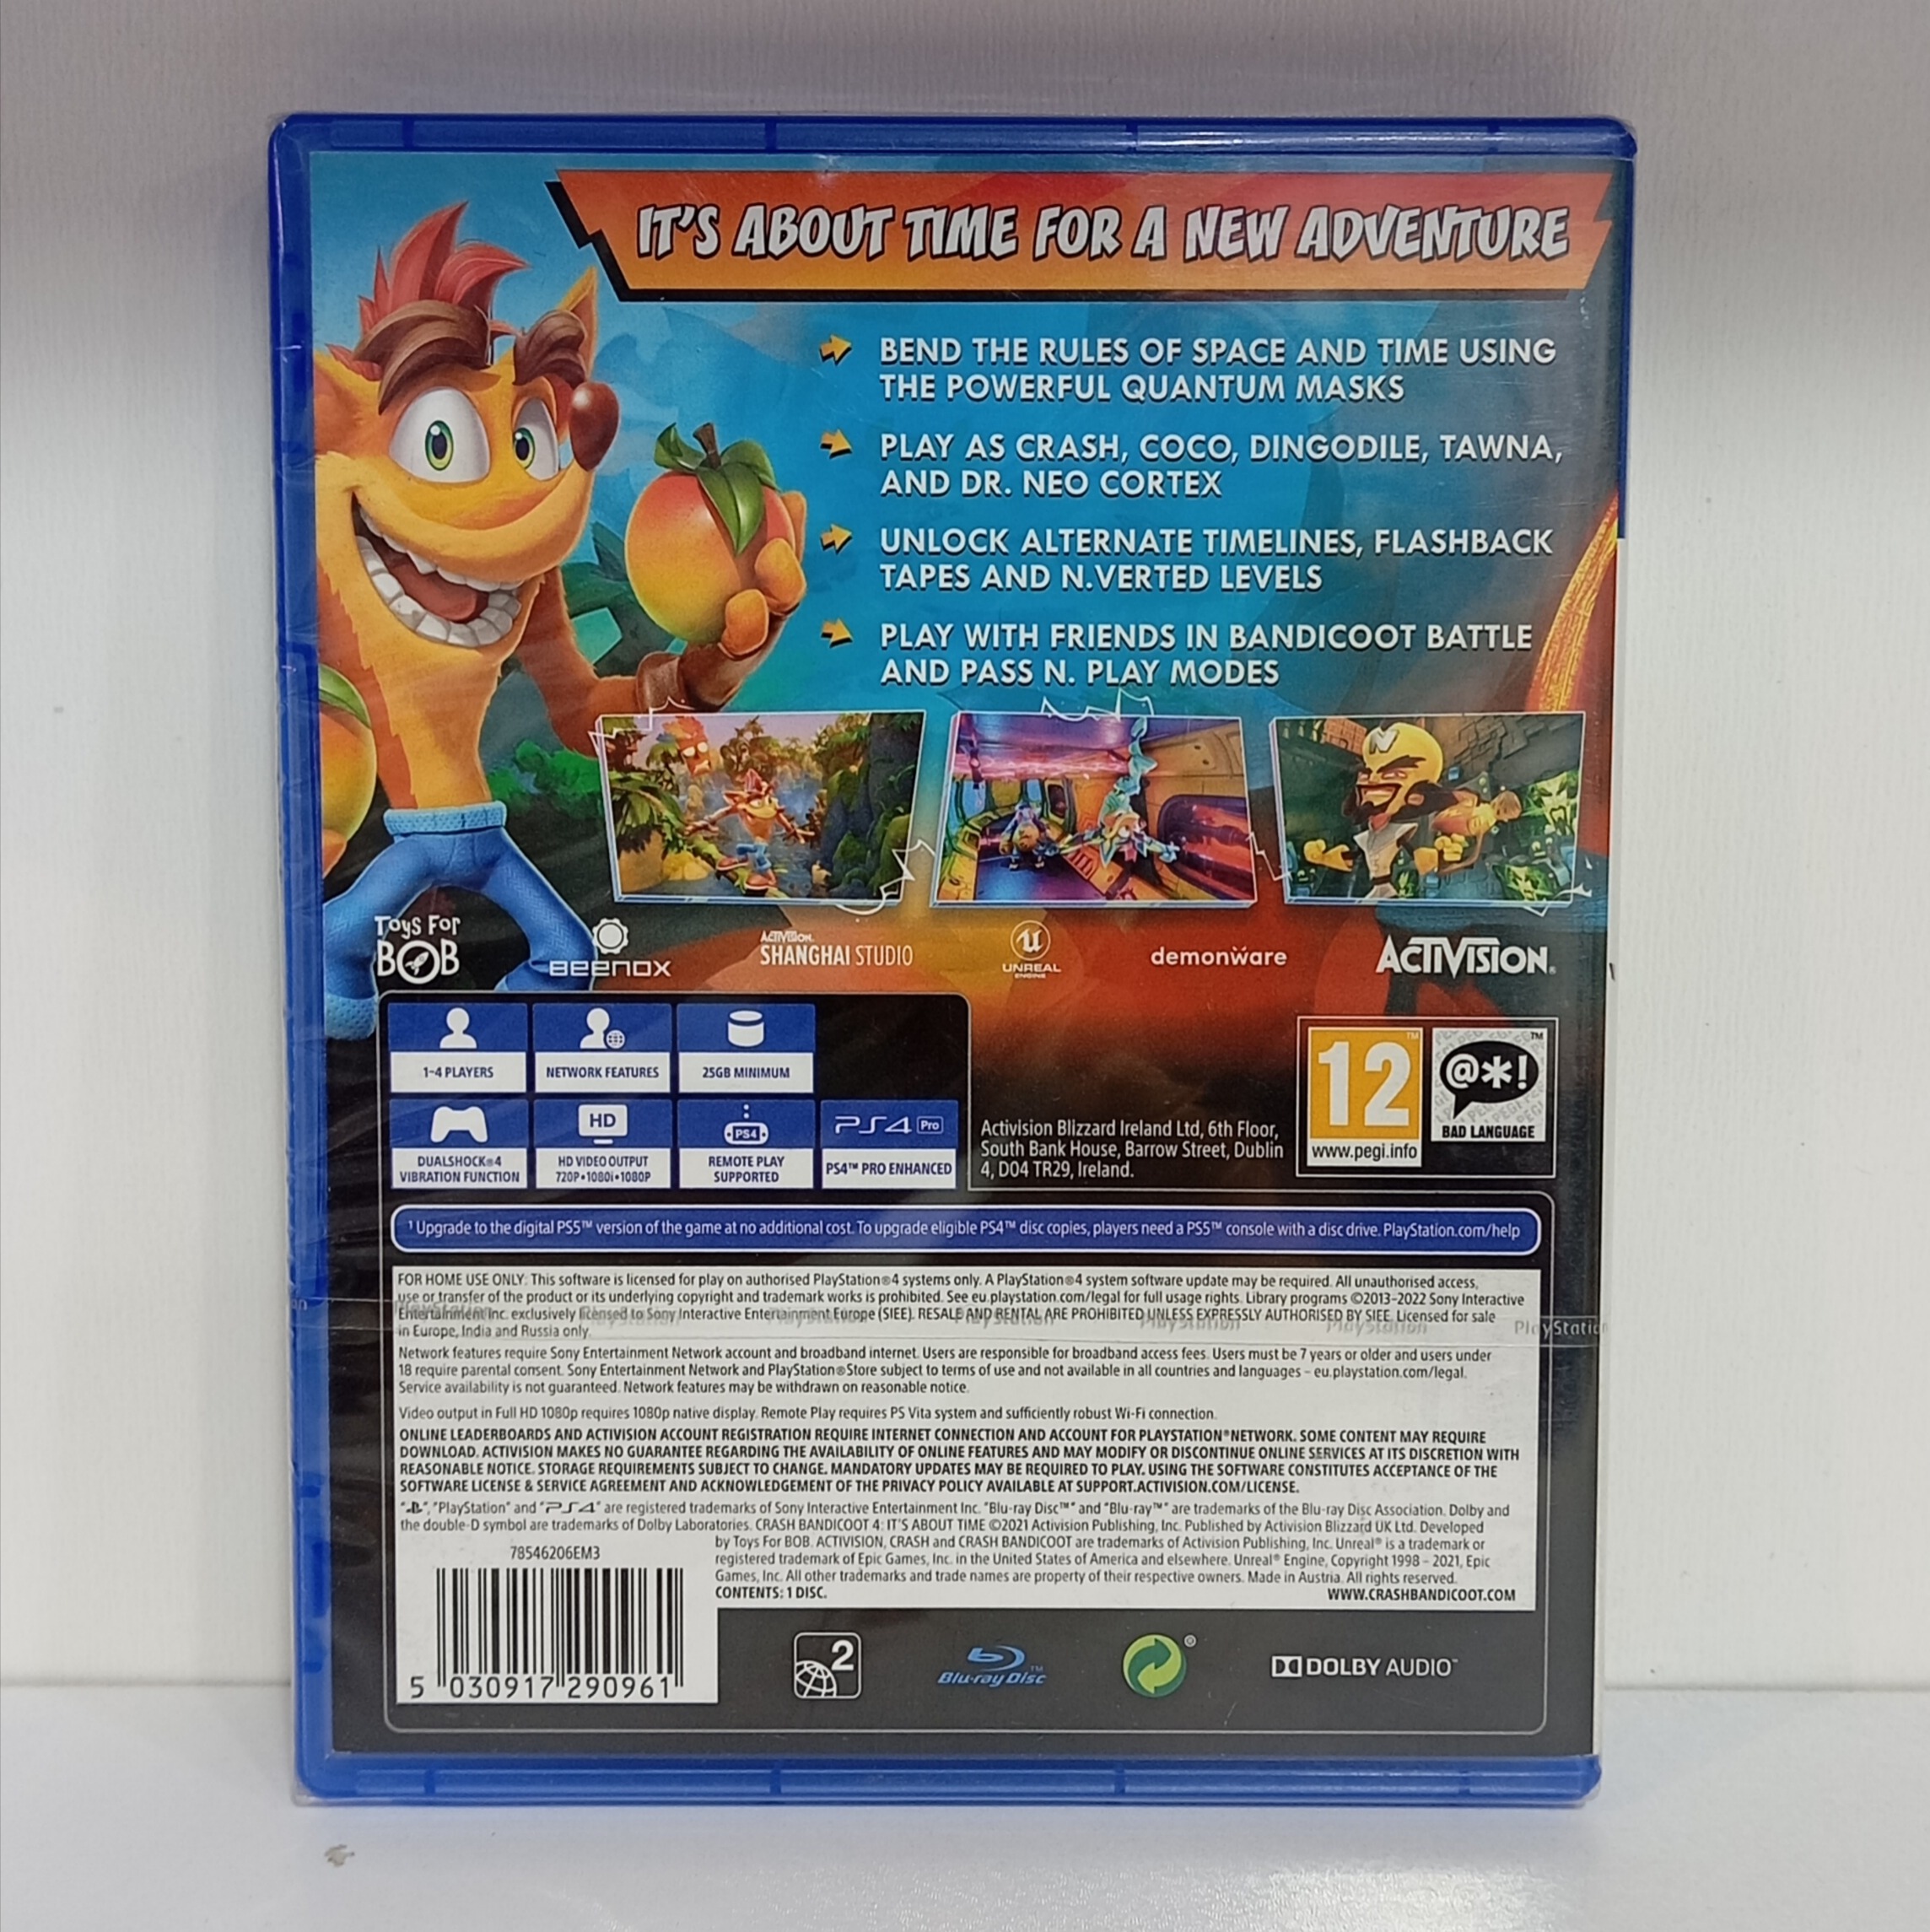 IT'S ABOUT TIME FOR A NEW ADVENTURE
BEND THE RULES OF SPACE AND TIME USING
THE POWERFUL QUANTUM MASKS
PLAY AS CRASH, COCO, DINGODILE, TAWNA,
AND DR. NEO CORTEX
UNLOCK ALTERNATE TIMELINES, FLASHBACK
TAPES AND N.VERTED LEVELS
PLAY WITH FRIENDS IN BANDICOOT BATTLE
AND PASS N. PLAY MODES
N
TOYS FOR
BOB
BEENOX
ACTIVISION
SHANGHAI STUDIO
UNREAL
ENGINE
demonware
ACTIVISION®
1-4 PLAYERS
NETWORK FEATURES
25GB MINIMUM
DUALSHOCK®4
VIBRATION FUNCTION
HD
HD VIDEO OUTPUT
720P•1080i•1080P
PS4
REMOTE PLAY
SUPPORTED
PS4 Pro
PS4™ PRO ENHANCED
Activision Blizzard Ireland Ltd, 6th Floor,
South Bank House, Barrow Street, Dublin
4, D04 TR29, Ireland.
12™
www.pegi.info
@*!™
BAD LANGUAGE
¹ Upgrade to the digital PS5™ version of the game at no additional cost. To upgrade eligible PS4™ disc copies, players need a PS5™ console with a disc drive. PlayStation.com/help
FOR HOME USE ONLY: This software is licensed for play on authorised PlayStation®4 systems only. A PlayStation®4 system software update may be required. All unauthorised access,
use or transfer of the product or its underlying copyright and trademark works is prohibited. See eu.playstation.com/legal for full usage rights. Library programs ©2013-2022 Sony Interactive
Entertainment Inc. exclusively licensed to Sony Interactive Entertainment Europe (SIEE). RESALE AND RENTAL ARE PROHIBITED UNLESS EXPRESSLY AUTHORISED BY SIEE. Licensed for sale
in Europe, India and Russia only.
PlayStation PlayStation PlayStation PlayStation PlayStation PlayStation PlayStatio
Network features require Sony Entertainment Network account and broadband internet. Users are responsible for broadband access fees. Users must be 7 years or older and users under
18 require parental consent. Sony Entertainment Network and PlayStation®Store subject to terms of use and not available in all countries and languages – eu.playstation.com/legal.
Service availability is not guaranteed. Network features may be withdrawn on reasonable notice.
Video output in Full HD 1080p requires 1080p native display. Remote Play requires PS Vita system and sufficiently robust Wi-Fi connection.
ONLINE LEADERBOARDS AND ACTIVISION ACCOUNT REGISTRATION REQUIRE INTERNET CONNECTION AND ACCOUNT FOR PLAYSTATION®NETWORK. SOME CONTENT MAY REQUIRE
DOWNLOAD. ACTIVISION MAKES NO GUARANTEE REGARDING THE AVAILABILITY OF ONLINE FEATURES AND MAY MODIFY OR DISCONTINUE ONLINE SERVICES AT ITS DISCRETION WITH
REASONABLE NOTICE. STORAGE REQUIREMENTS SUBJECT TO CHANGE. MANDATORY UPDATES MAY BE REQUIRED TO PLAY. USING THE SOFTWARE CONSTITUTES ACCEPTANCE OF THE
SOFTWARE LICENSE & SERVICE AGREEMENT AND ACKNOWLEDGEMENT OF THE PRIVACY POLICY AVAILABLE AT SUPPORT.ACTIVISION.COM/LICENSE.
"PS", "PlayStation" and "PS4" are registered trademarks of Sony Interactive Entertainment Inc. "Blu-ray Disc™" and "Blu-ray™" are trademarks of the Blu-ray Disc Association. Dolby and
the double-D symbol are trademarks of Dolby Laboratories. CRASH BANDICOOT 4: IT'S ABOUT TIME ©2021 Activision Publishing, Inc. Published by Activision Blizzard UK Ltd. Developed
by Toys For BOB. ACTIVISION, CRASH and CRASH BANDICOOT are trademarks of Activision Publishing, Inc. Unreal® is a trademark or
registered trademark of Epic Games, Inc. in the United States of America and elsewhere. Unreal® Engine, Copyright 1998 – 2021, Epic
Games, Inc. All other trademarks and trade names are property of their respective owners. Made in Austria. All rights reserved.
CONTENTS: 1 DISC. WWW.CRASHBANDICOOT.COM
78546206EM3
5 030917 290961
2
Blu-ray Disc™
®
DOLBY AUDIO™